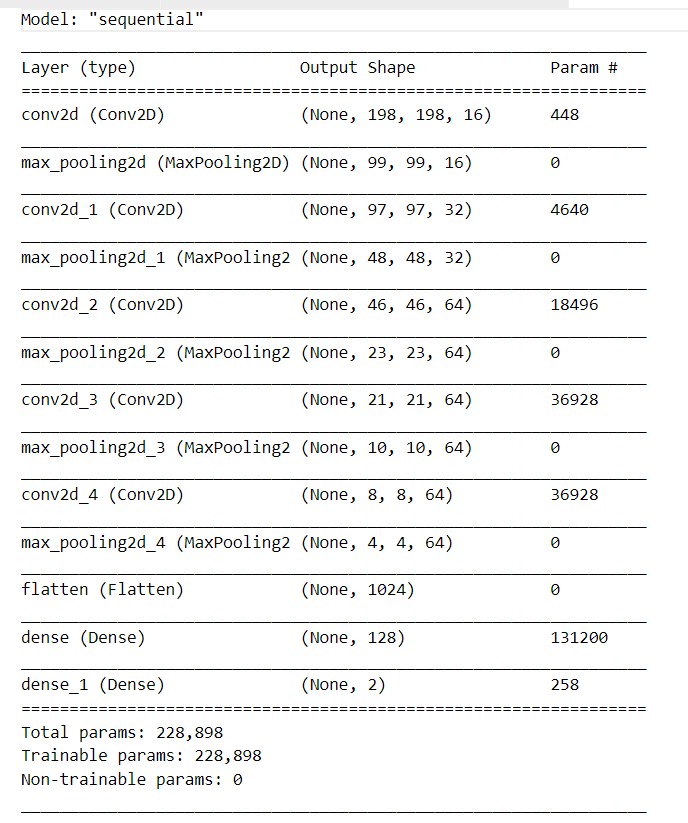 Model: "sequential"
Layer (type) Output Shape Param #
=================================================================
conv2d (Conv2D) (None, 198, 198, 16) 448
max_pooling2d (MaxPooling2D) (None, 99, 99, 16) 0
conv2d_1 (Conv2D) (None, 97, 97, 32) 4640
max_pooling2d_1 (MaxPooling2 (None, 48, 48, 32) 0
conv2d_2 (Conv2D) (None, 46, 46, 64) 18496
max_pooling2d_2 (MaxPooling2 (None, 23, 23, 64) 0
conv2d_3 (Conv2D) (None, 21, 21, 64) 36928
max_pooling2d_3 (MaxPooling2 (None, 10, 10, 64) 0
conv2d_4 (Conv2D) (None, 8, 8, 64) 36928
max_pooling2d_4 (MaxPooling2 (None, 4, 4, 64) 0
flatten (Flatten) (None, 1024) 0
dense (Dense) (None, 128) 131200
dense_1 (Dense) (None, 2) 258
=================================================================
Total params: 228,898
Trainable params: 228,898
Non-trainable params: 0